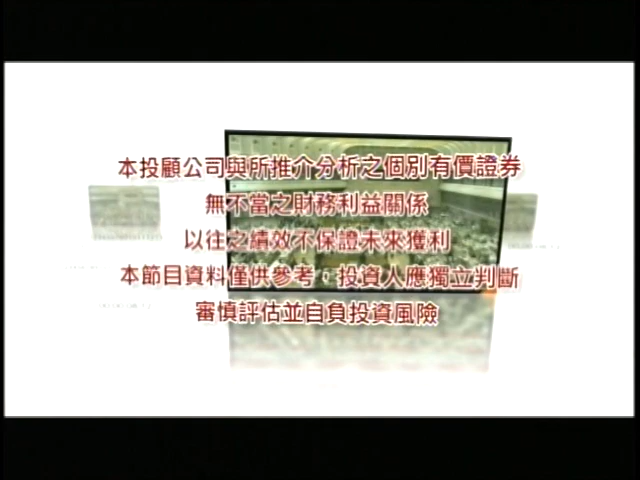 本投顧公司與所推介分析之個別有價證券
無不當之財務利益關係
以往之績效不保證未來獲利
本節目資料僅供參考，投資人應獨立判斷
審慎評估並自負投資風險